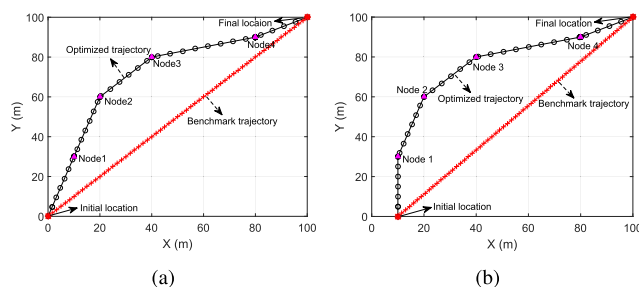 100
80
60
40
20
0
Y (m)
Final location
Optimized trajectory
Node4
Node3
Node2
Benchmark trajectory
Node1
Initial location
0
20
40
60
80
100
X (m)
(a)
100
80
60
40
20
0
Y (m)
Final location
Node 4
Node 3
Node 2
Optimized trajectory
Benchmark trajectory
Node 1
Initial location
0
20
40
60
80
100
X (m)
(b)